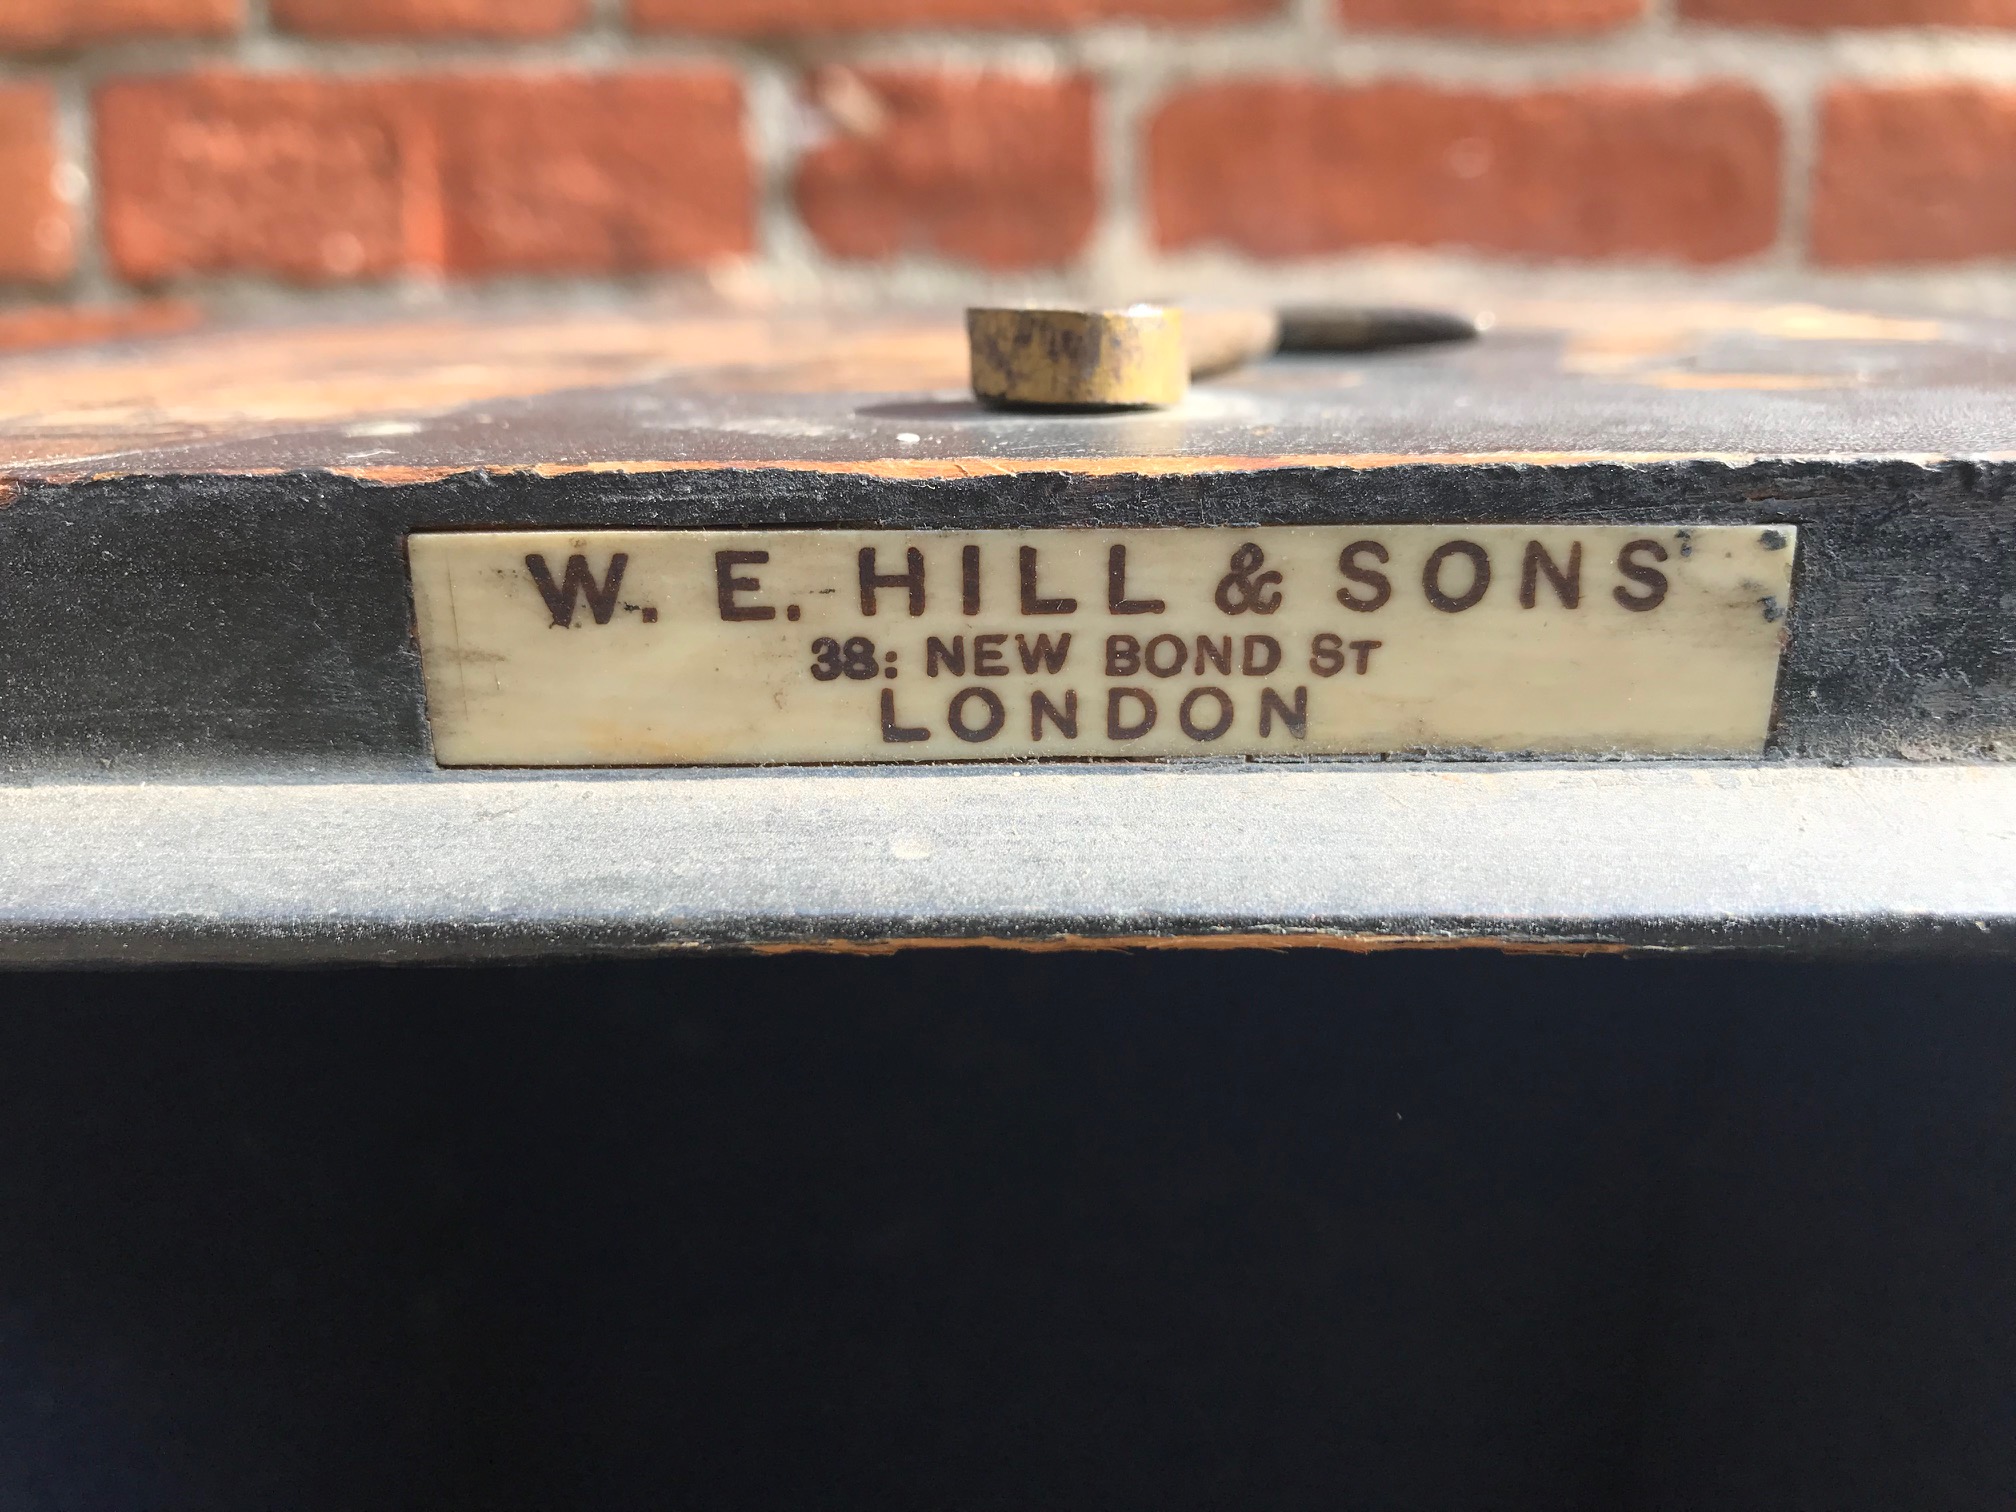 W. E. HILL & SONS
38: NEW BOND ST
LONDON